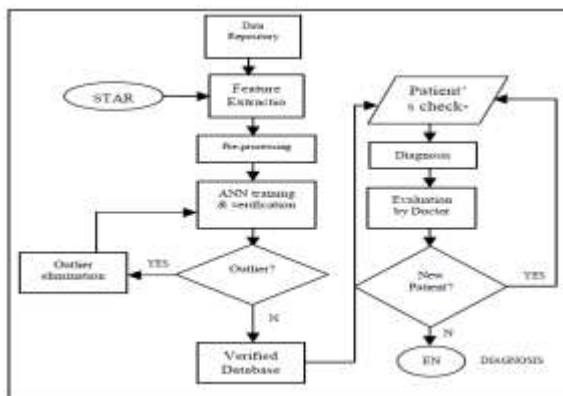 Data
Repository
STAR
Feature
Extractio
Pre-processing
ANN training
& verification
Outlier
elimination
YES
Outlier?
N
Verified
Database
Patient'
s check-
Diagnosis
Evaluation
by Doctor
New
Patient?
YES
N
EN
DIAGNOSIS